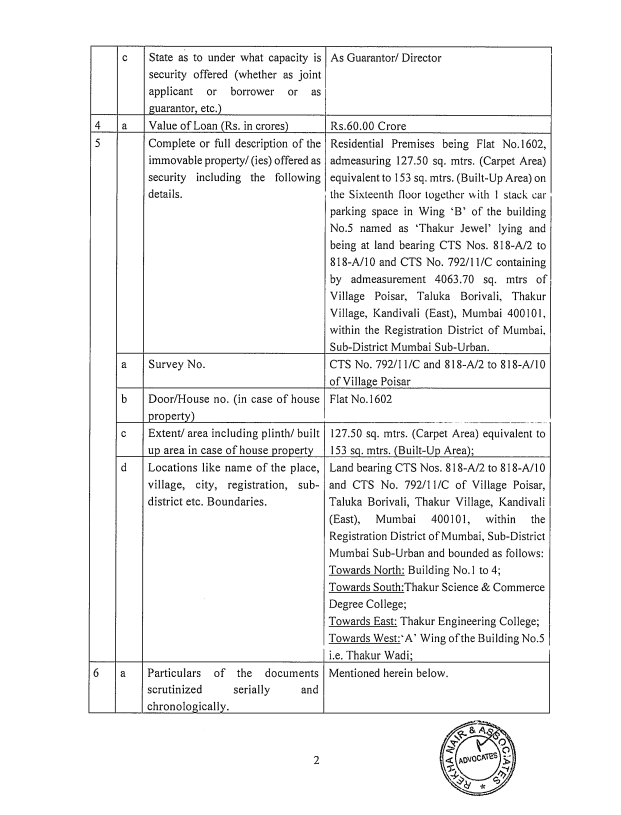 c State as to under what capacity is As Guarantor/ Director
security offered (whether as joint
applicant or borrower or as
guarantor, etc.)
4 a Value of Loan (Rs. in crores) Rs.60.00 Crore
5 Complete or full description of the Residential Premises being Flat No.1602,
immovable property/ (ies) offered as admeasuring 127.50 sq. mtrs. (Carpet Area)
security including the following equivalent to 153 sq. mtrs. (Built-Up Area) on
details. the Sixteenth floor together with 1 stack car
parking space in Wing ‘B’ of the building
No.5 named as ‘Thakur Jewel’ lying and
being at land bearing CTS Nos. 818-A/2 to
818-A/10 and CTS No. 792/11/C containing
by admeasurement 4063.70 sq. mtrs of
Village Poisar, Taluka Borivali, Thakur
Village, Kandivali (East), Mumbai 400101,
within the Registration District of Mumbai,
Sub-District Mumbai Sub-Urban.
a Survey No. CTS No. 792/11/C and 818-A/2 to 818-A/10
of Village Poisar
b Door/House no. (in case of house Flat No.1602
property)
c Extent/ area including plinth/ built 127.50 sq. mtrs. (Carpet Area) equivalent to
up area in case of house property 153 sq. mtrs. (Built-Up Area);
d Locations like name of the place, Land bearing CTS Nos. 818-A/2 to 818-A/10
village, city, registration, sub- and CTS No. 792/11/C of Village Poisar,
district etc. Boundaries. Taluka Borivali, Thakur Village, Kandivali
(East), Mumbai 400101, within the
Registration District of Mumbai, Sub-District
Mumbai Sub-Urban and bounded as follows:
Towards North: Building No.1 to 4;
Towards South:Thakur Science & Commerce
Degree College;
Towards East: Thakur Engineering College;
Towards West:‘A’ Wing of the Building No.5
i.e. Thakur Wadi;
6 a Particulars of the documents Mentioned herein below.
scrutinized serially and
chronologically.
REKHA NAIR & ASSOCIATES
ADVOCATES
2